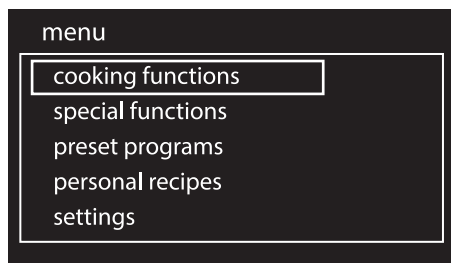 menu
cooking functions
special functions
preset programs
personal recipes
settings